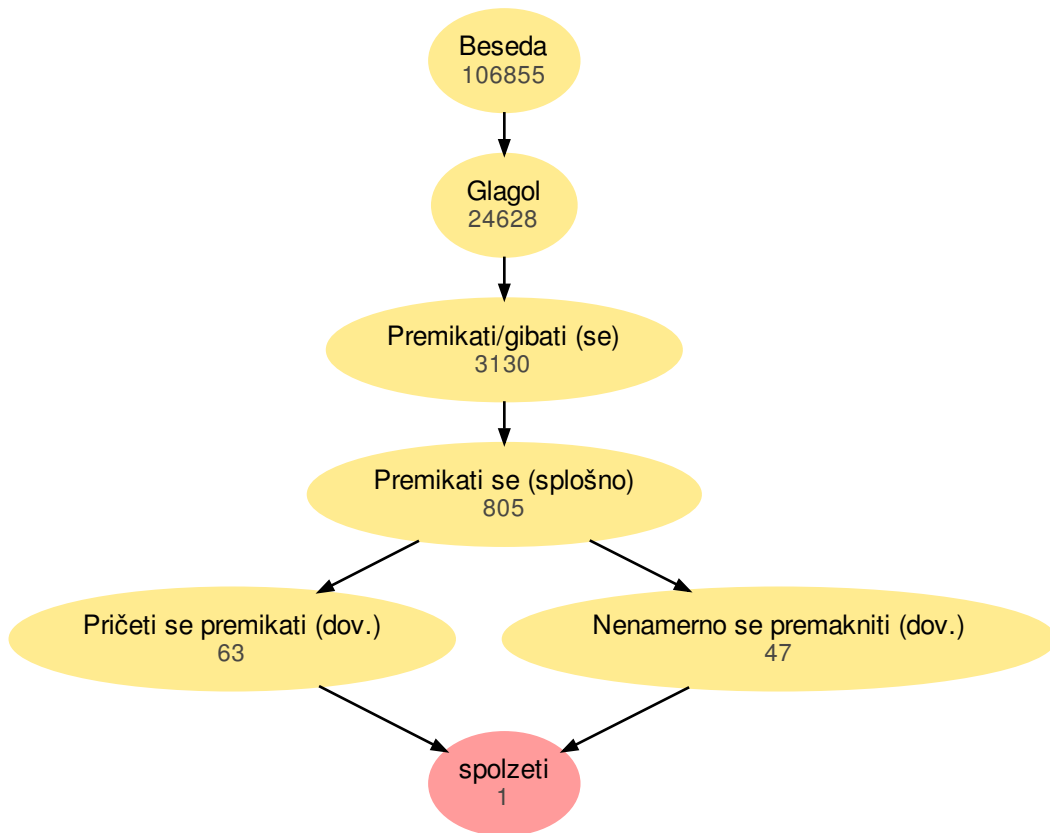 Beseda
106855
Glagol
24628
Premikati/gibati (se)
3130
Premikati se (splošno)
805
Pričeti se premikati (dov.)
63
Nenamerno se premakniti (dov.)
47
spolzeti
1